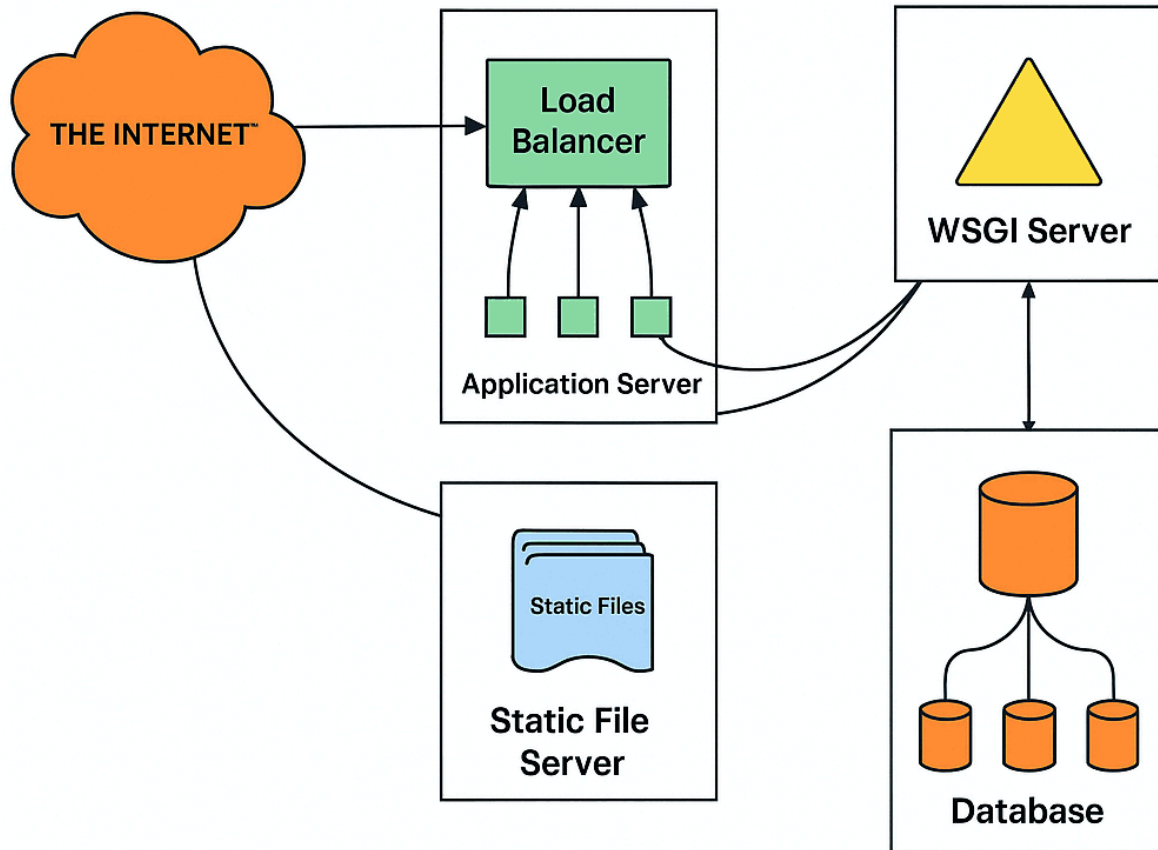 THE INTERNET™
Load
Balancer
Application Server
WSGI Server
Static Files
Static File
Server
Database